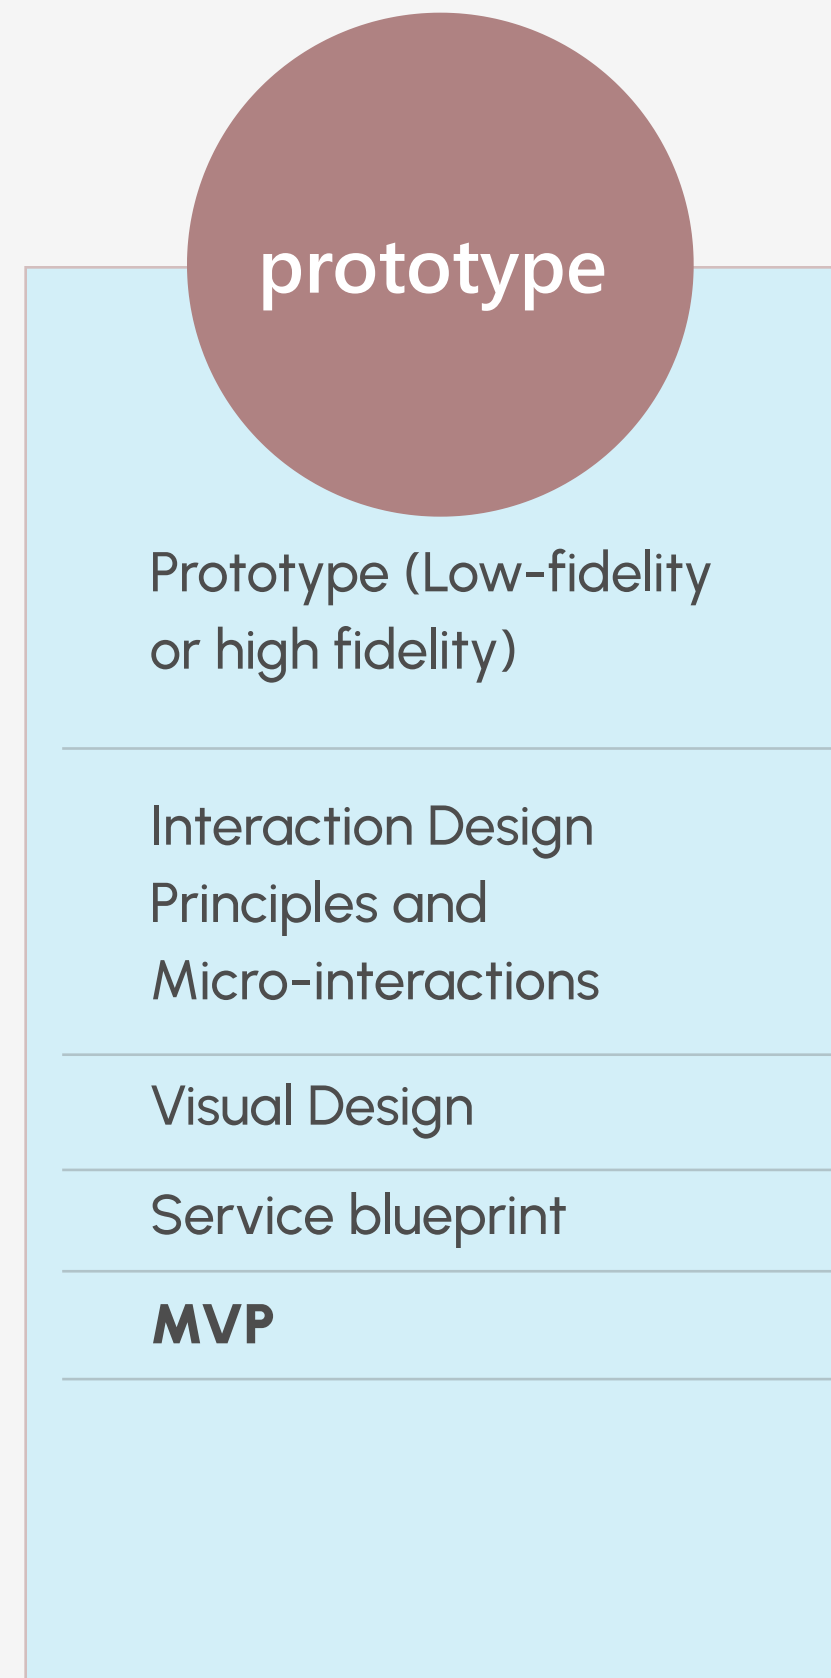 prototype
Prototype (Low-fidelity
or high fidelity)
Interaction Design
Principles and
Micro-interactions
Visual Design
Service blueprint
MVP